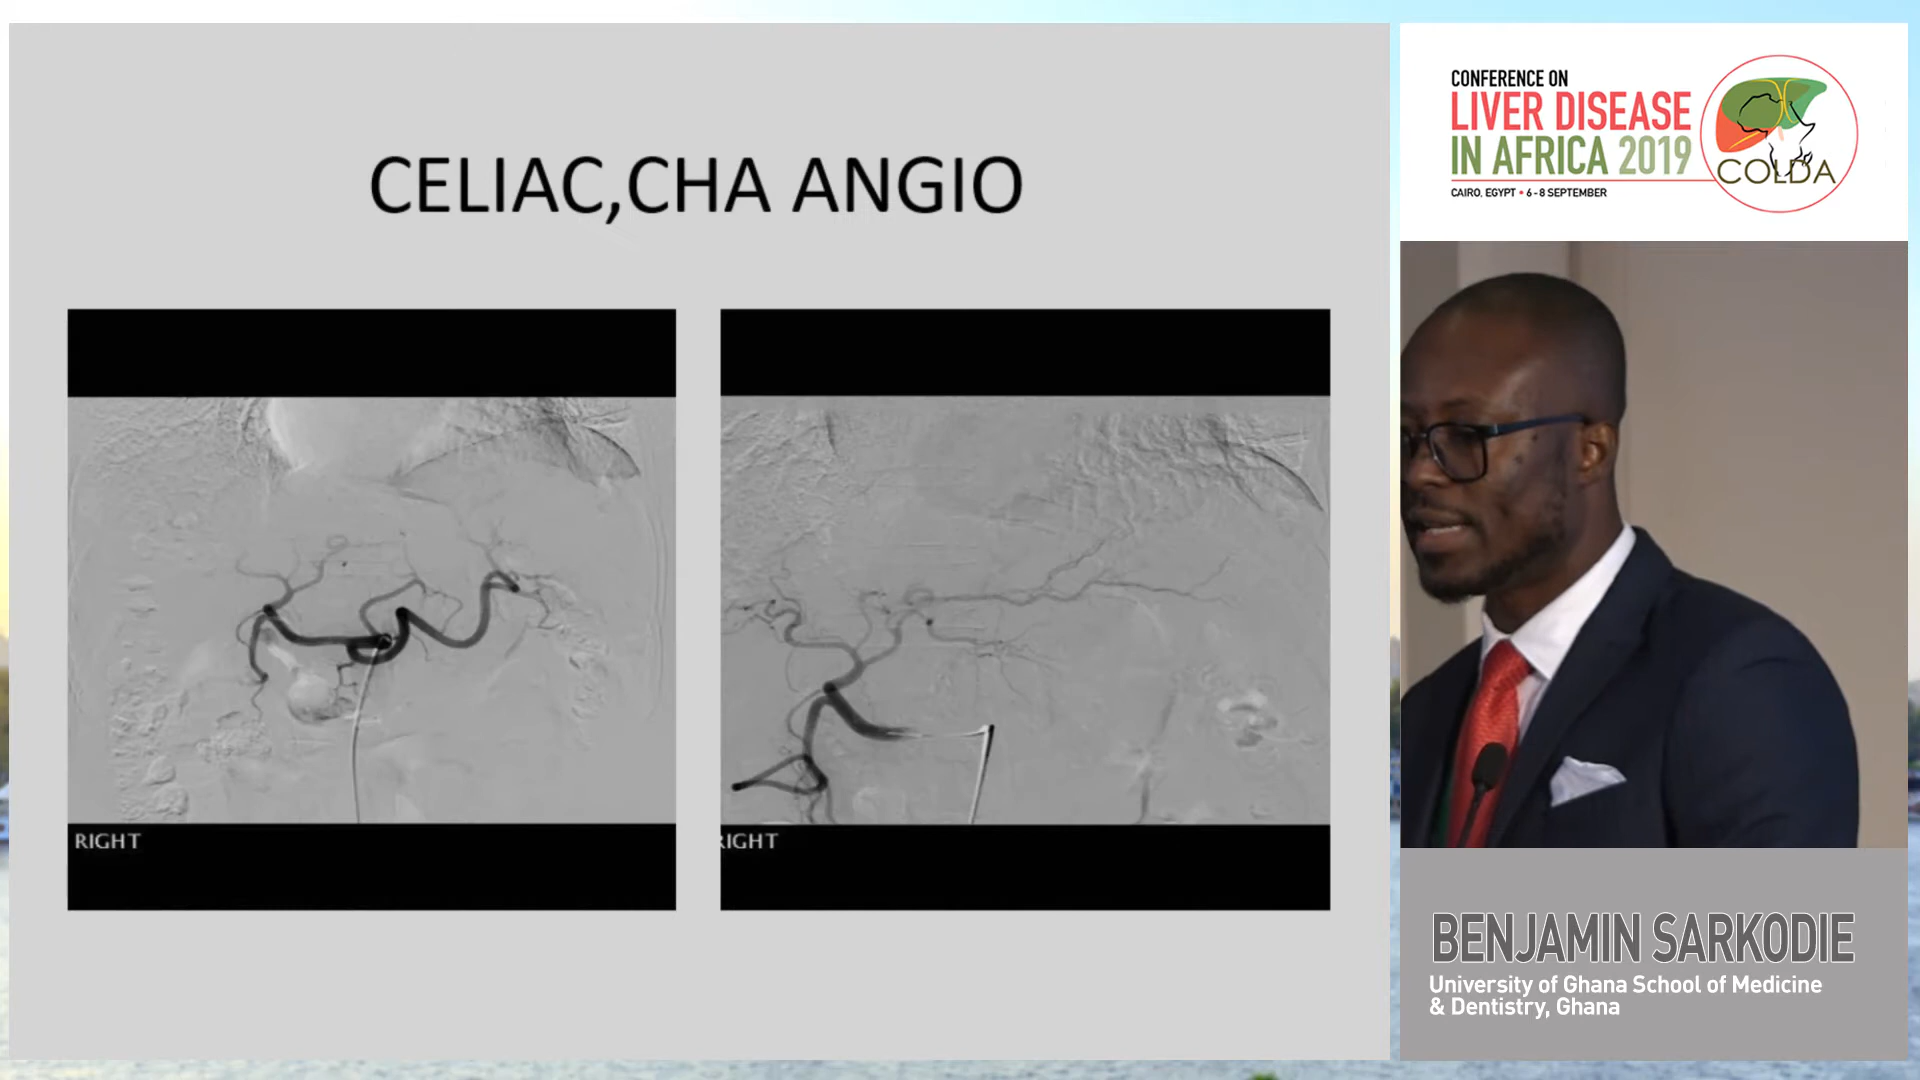 CELIAC,CHA ANGIO
RIGHT
RIGHT
CONFERENCE ON
LIVER DISEASE
IN AFRICA 2019
CAIRO, EGYPT • 6 - 8 SEPTEMBER
COLDA
BENJAMIN SARKODIE
University of Ghana School of Medicine
& Dentistry, Ghana